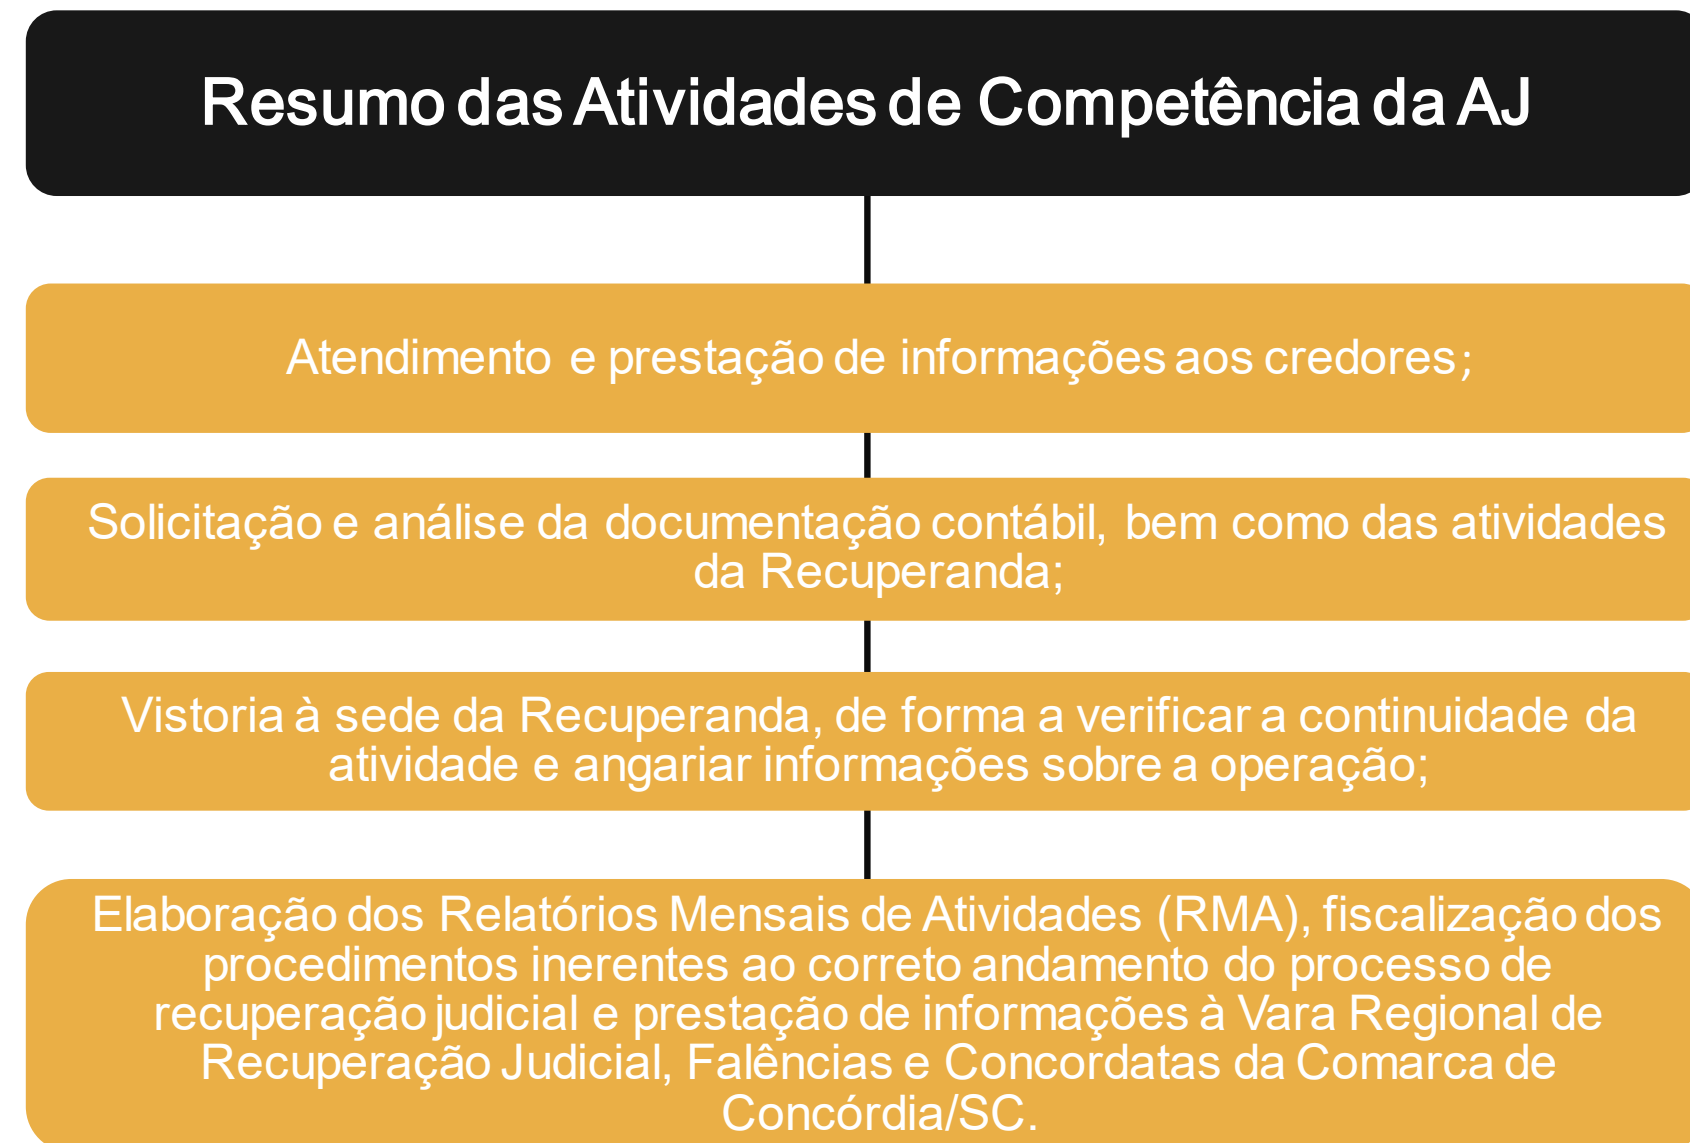 Resumo das Atividades de Competência da AJ
Atendimento e prestação de informações aos credores;
Solicitação e análise da documentação contábil, bem como das atividades
da Recuperanda;
Vistoria à sede da Recuperanda, de forma a verificar a continuidade da
atividade e angariar informações sobre a operação;
Elaboração dos Relatórios Mensais de Atividades (RMA), fiscalização dos
procedimentos inerentes ao correto andamento do processo de
recuperação judicial e prestação de informações à Vara Regional de
Recuperação Judicial, Falências e Concordatas da Comarca de
Concórdia/SC.